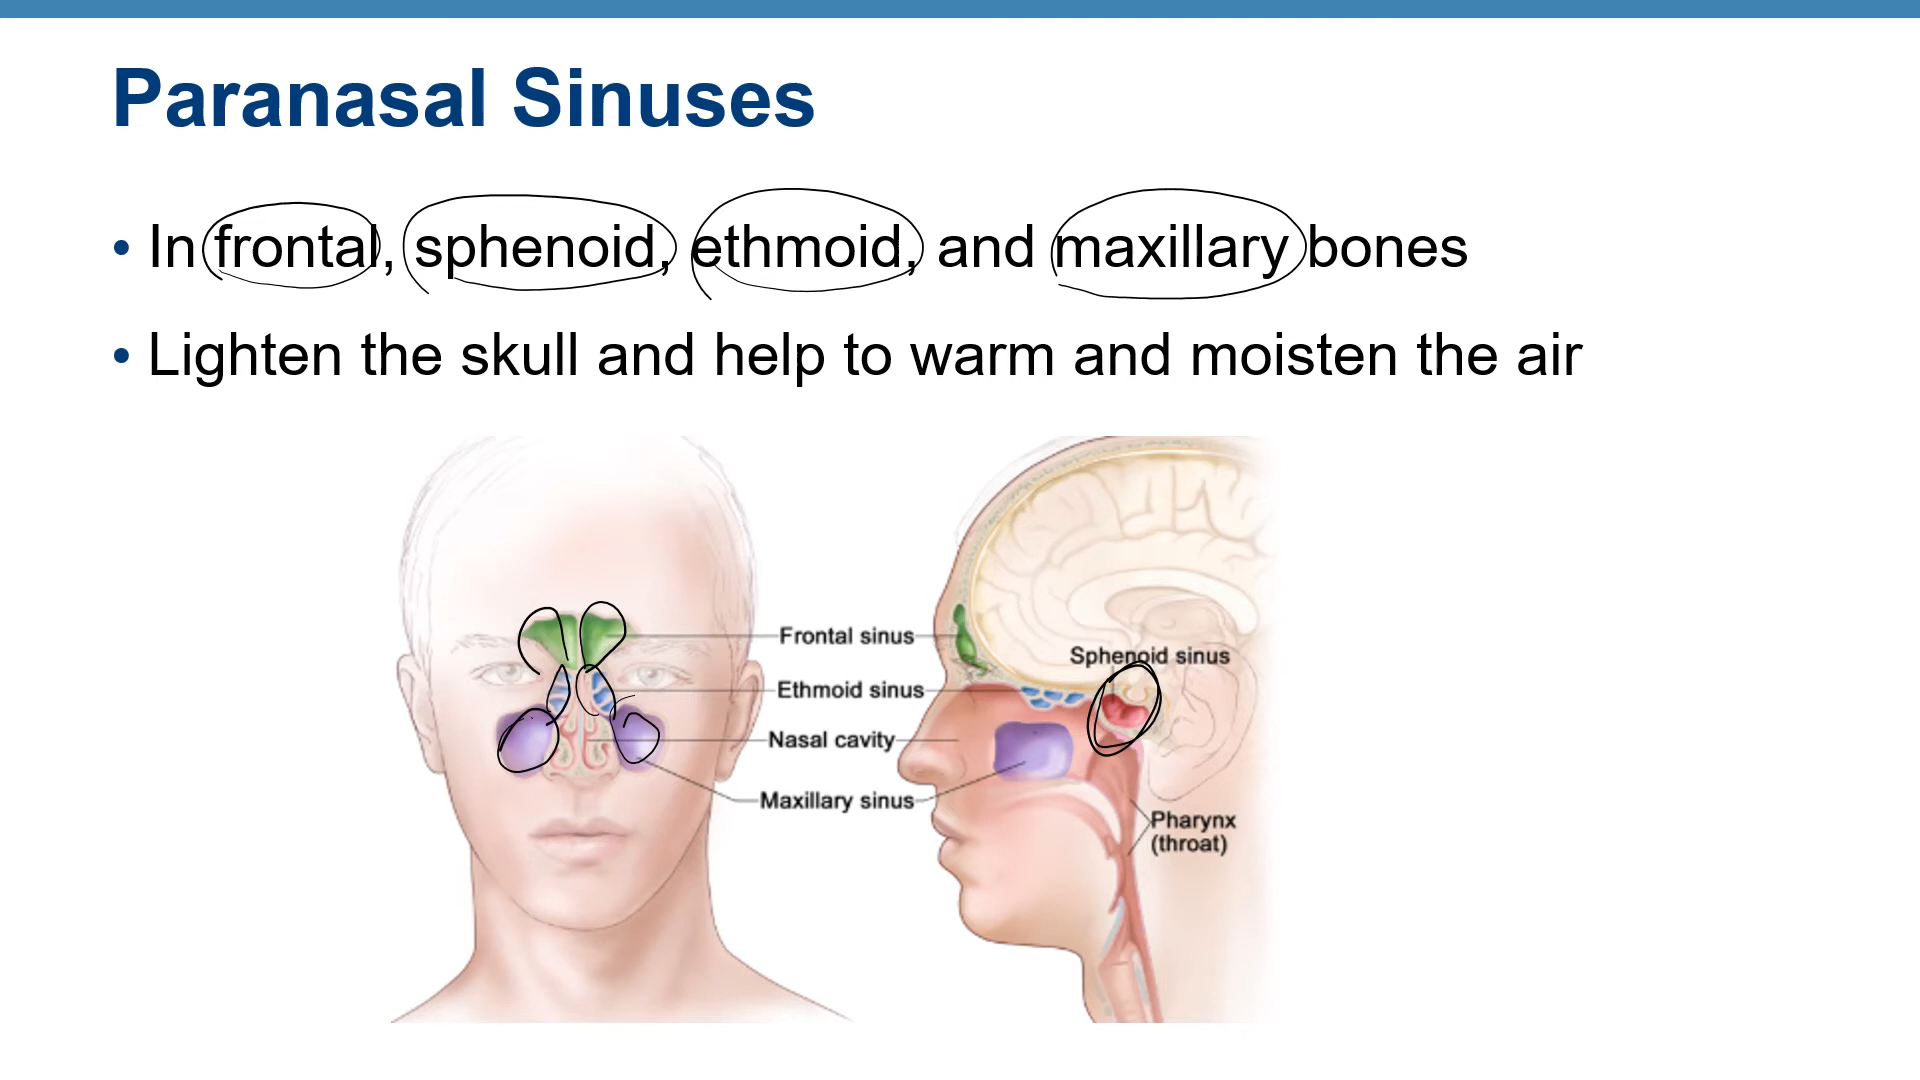 Paranasal Sinuses
• In frontal, sphenoid, ethmoid, and maxillary bones
• Lighten the skull and help to warm and moisten the air
Frontal sinus
Sphenoid sinus
Ethmoid sinus
Nasal cavity
Maxillary sinus
Pharynx
(throat)